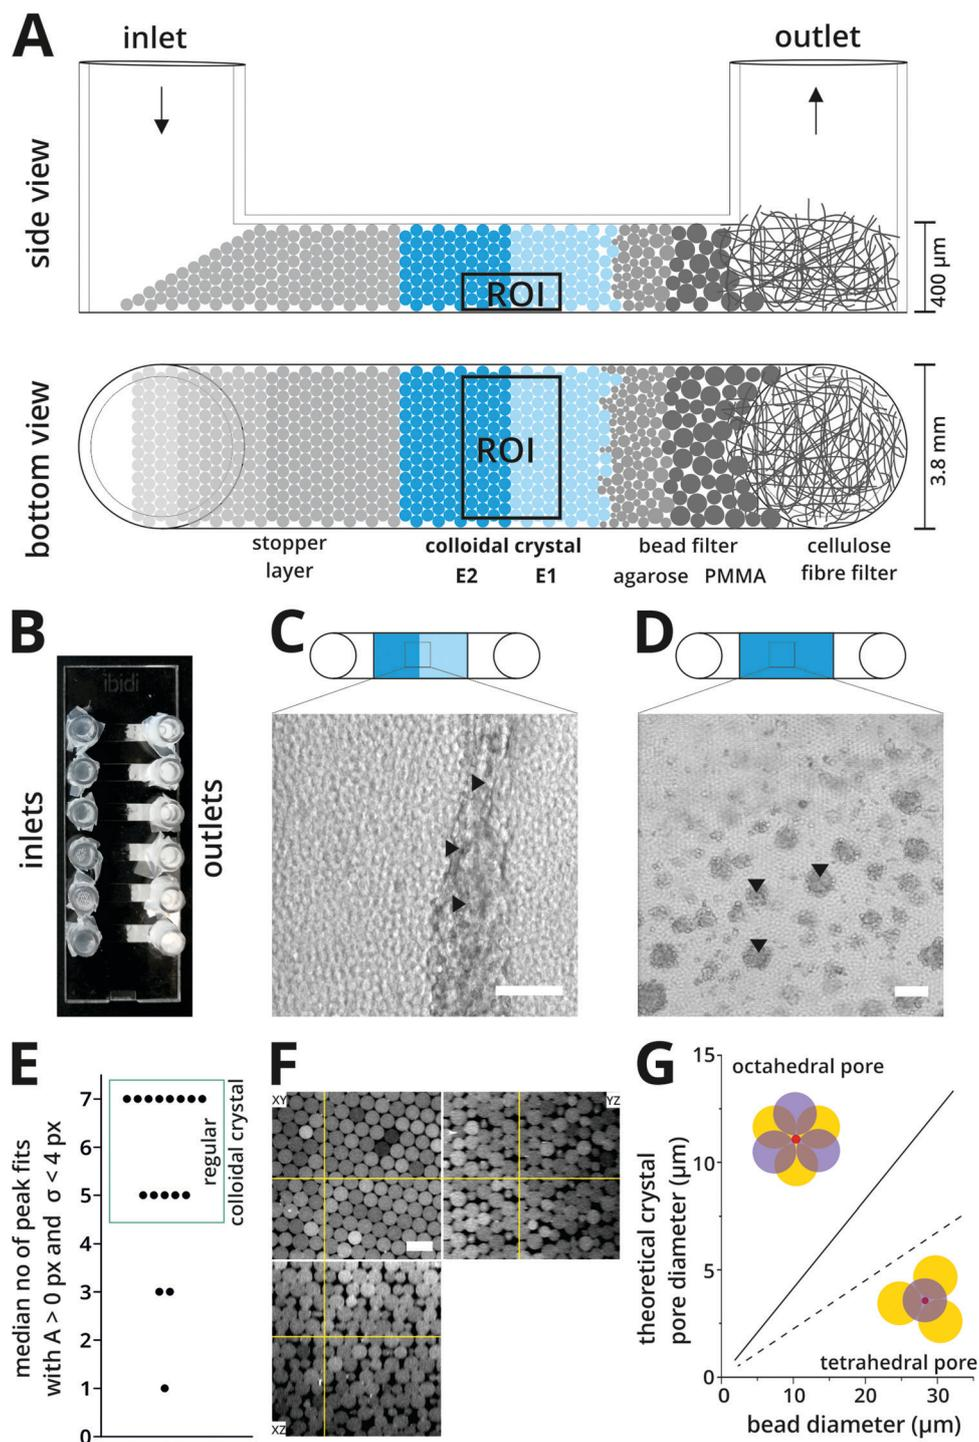 A
inlet
outlet
side view
ROI
400 µm
bottom view
ROI
3.8 mm
stopper
layer
colloidal crystal
E2 E1
bead filter
agarose PMMA
cellulose
fibre filter
B
ibidi
inlets
outlets
C
D
E
median no of peak fits
with A > 0 px and σ < 4 px
7
6
5
4
3
2
1
0
regular
colloidal crystal
F
XY
YZ
XZ
G
theoretical crystal
pore diameter (µm)
15
10
5
0
octahedral pore
tetrahedral pore
0 10 20 30
bead diameter (µm)